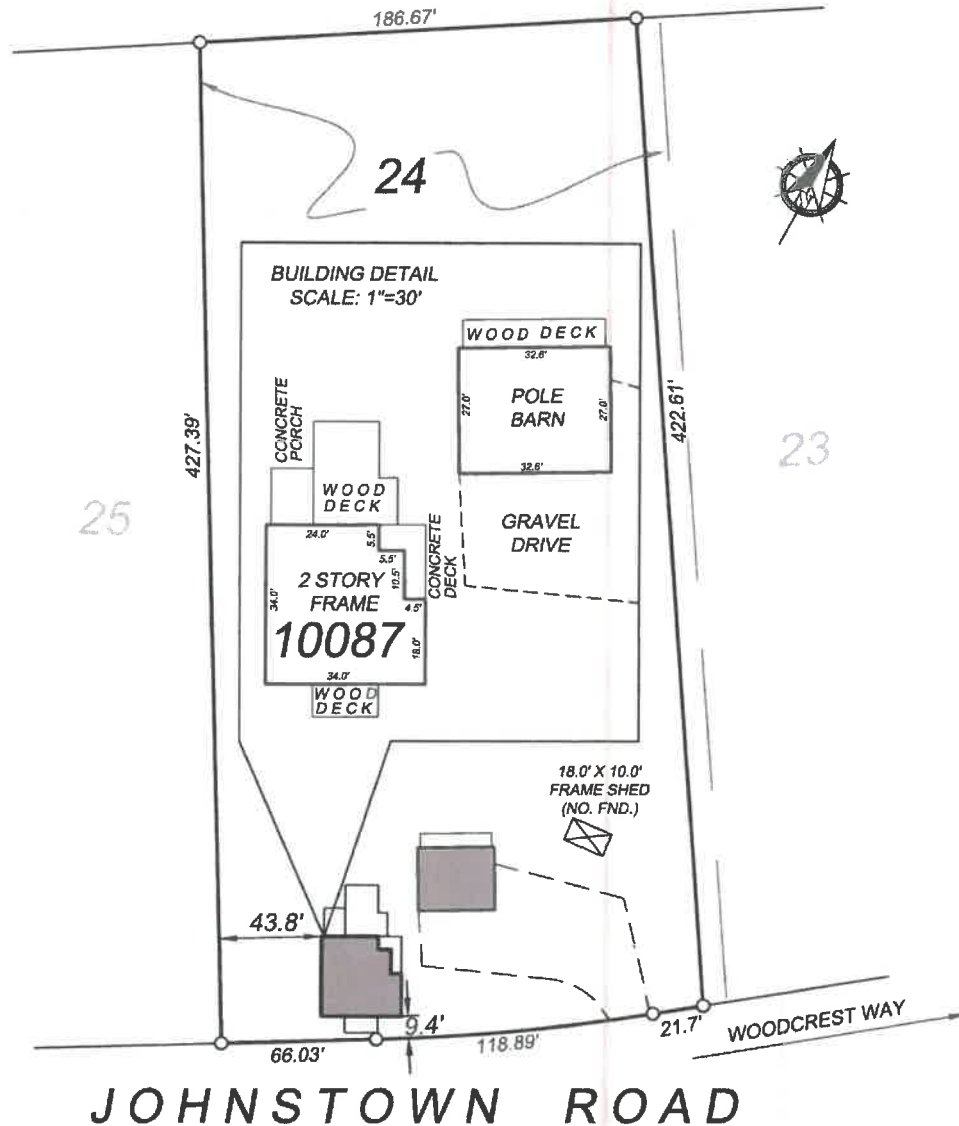 186.67'
24
BUILDING DETAIL
SCALE: 1"=30'
WOOD DECK
32.6'
POLE
BARN
27.0'
27.0'
32.6'
427.39'
422.61'
23
25
CONCRETE
PORCH
WOOD
DECK
GRAVEL
DRIVE
CONCRETE
DECK
24.0'
5.5'
5.5'
10.5'
4.5'
34.0'
2 STORY
FRAME
10087
18.0'
34.0'
WOOD
DECK
18.0' X 10.0'
FRAME SHED
(NO. FND.)
43.8'
9.4'
66.03'
118.89'
21.7'
WOODCREST WAY
JOHNSTOWN ROAD